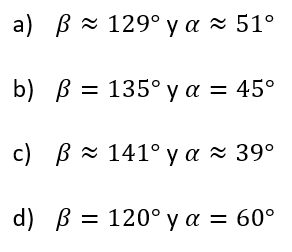 a) β ≈ 129° y α ≈ 51°
b) β = 135° y α = 45°
c) β ≈ 141° y α ≈ 39°
d) β = 120° y α = 60°